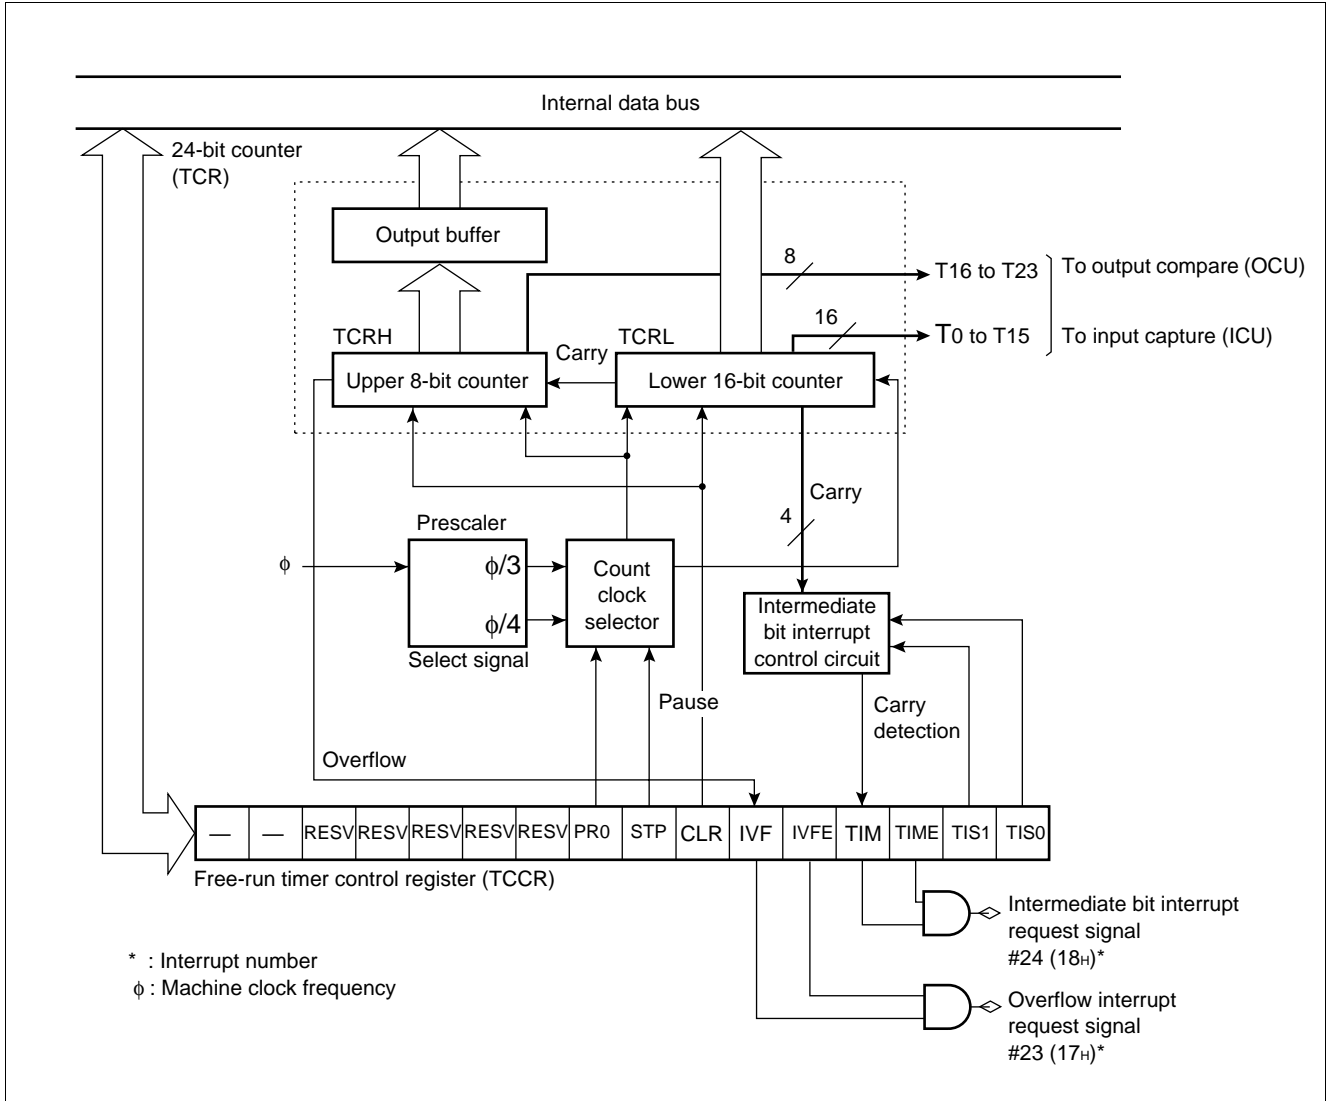 Internal data bus
24-bit counter
(TCR)
Output buffer
8
T16 to T23
To output compare (OCU)
16
T0 to T15
To input capture (ICU)
TCRH
TCRL
Carry
Upper 8-bit counter
Lower 16-bit counter
Carry
4
Prescaler
ϕ
ϕ/3
ϕ/4
Select signal
Count
clock
selector
Intermediate
bit interrupt
control circuit
Pause
Carry
detection
Overflow
— — RESV RESV RESV RESV RESV PR0 STP CLR IVF IVFE TIM TIME TIS1 TIS0
Free-run timer control register (TCCR)
Intermediate bit interrupt
request signal
#24 (18H)*
* : Interrupt number
ϕ : Machine clock frequency
Overflow interrupt
request signal
#23 (17H)*